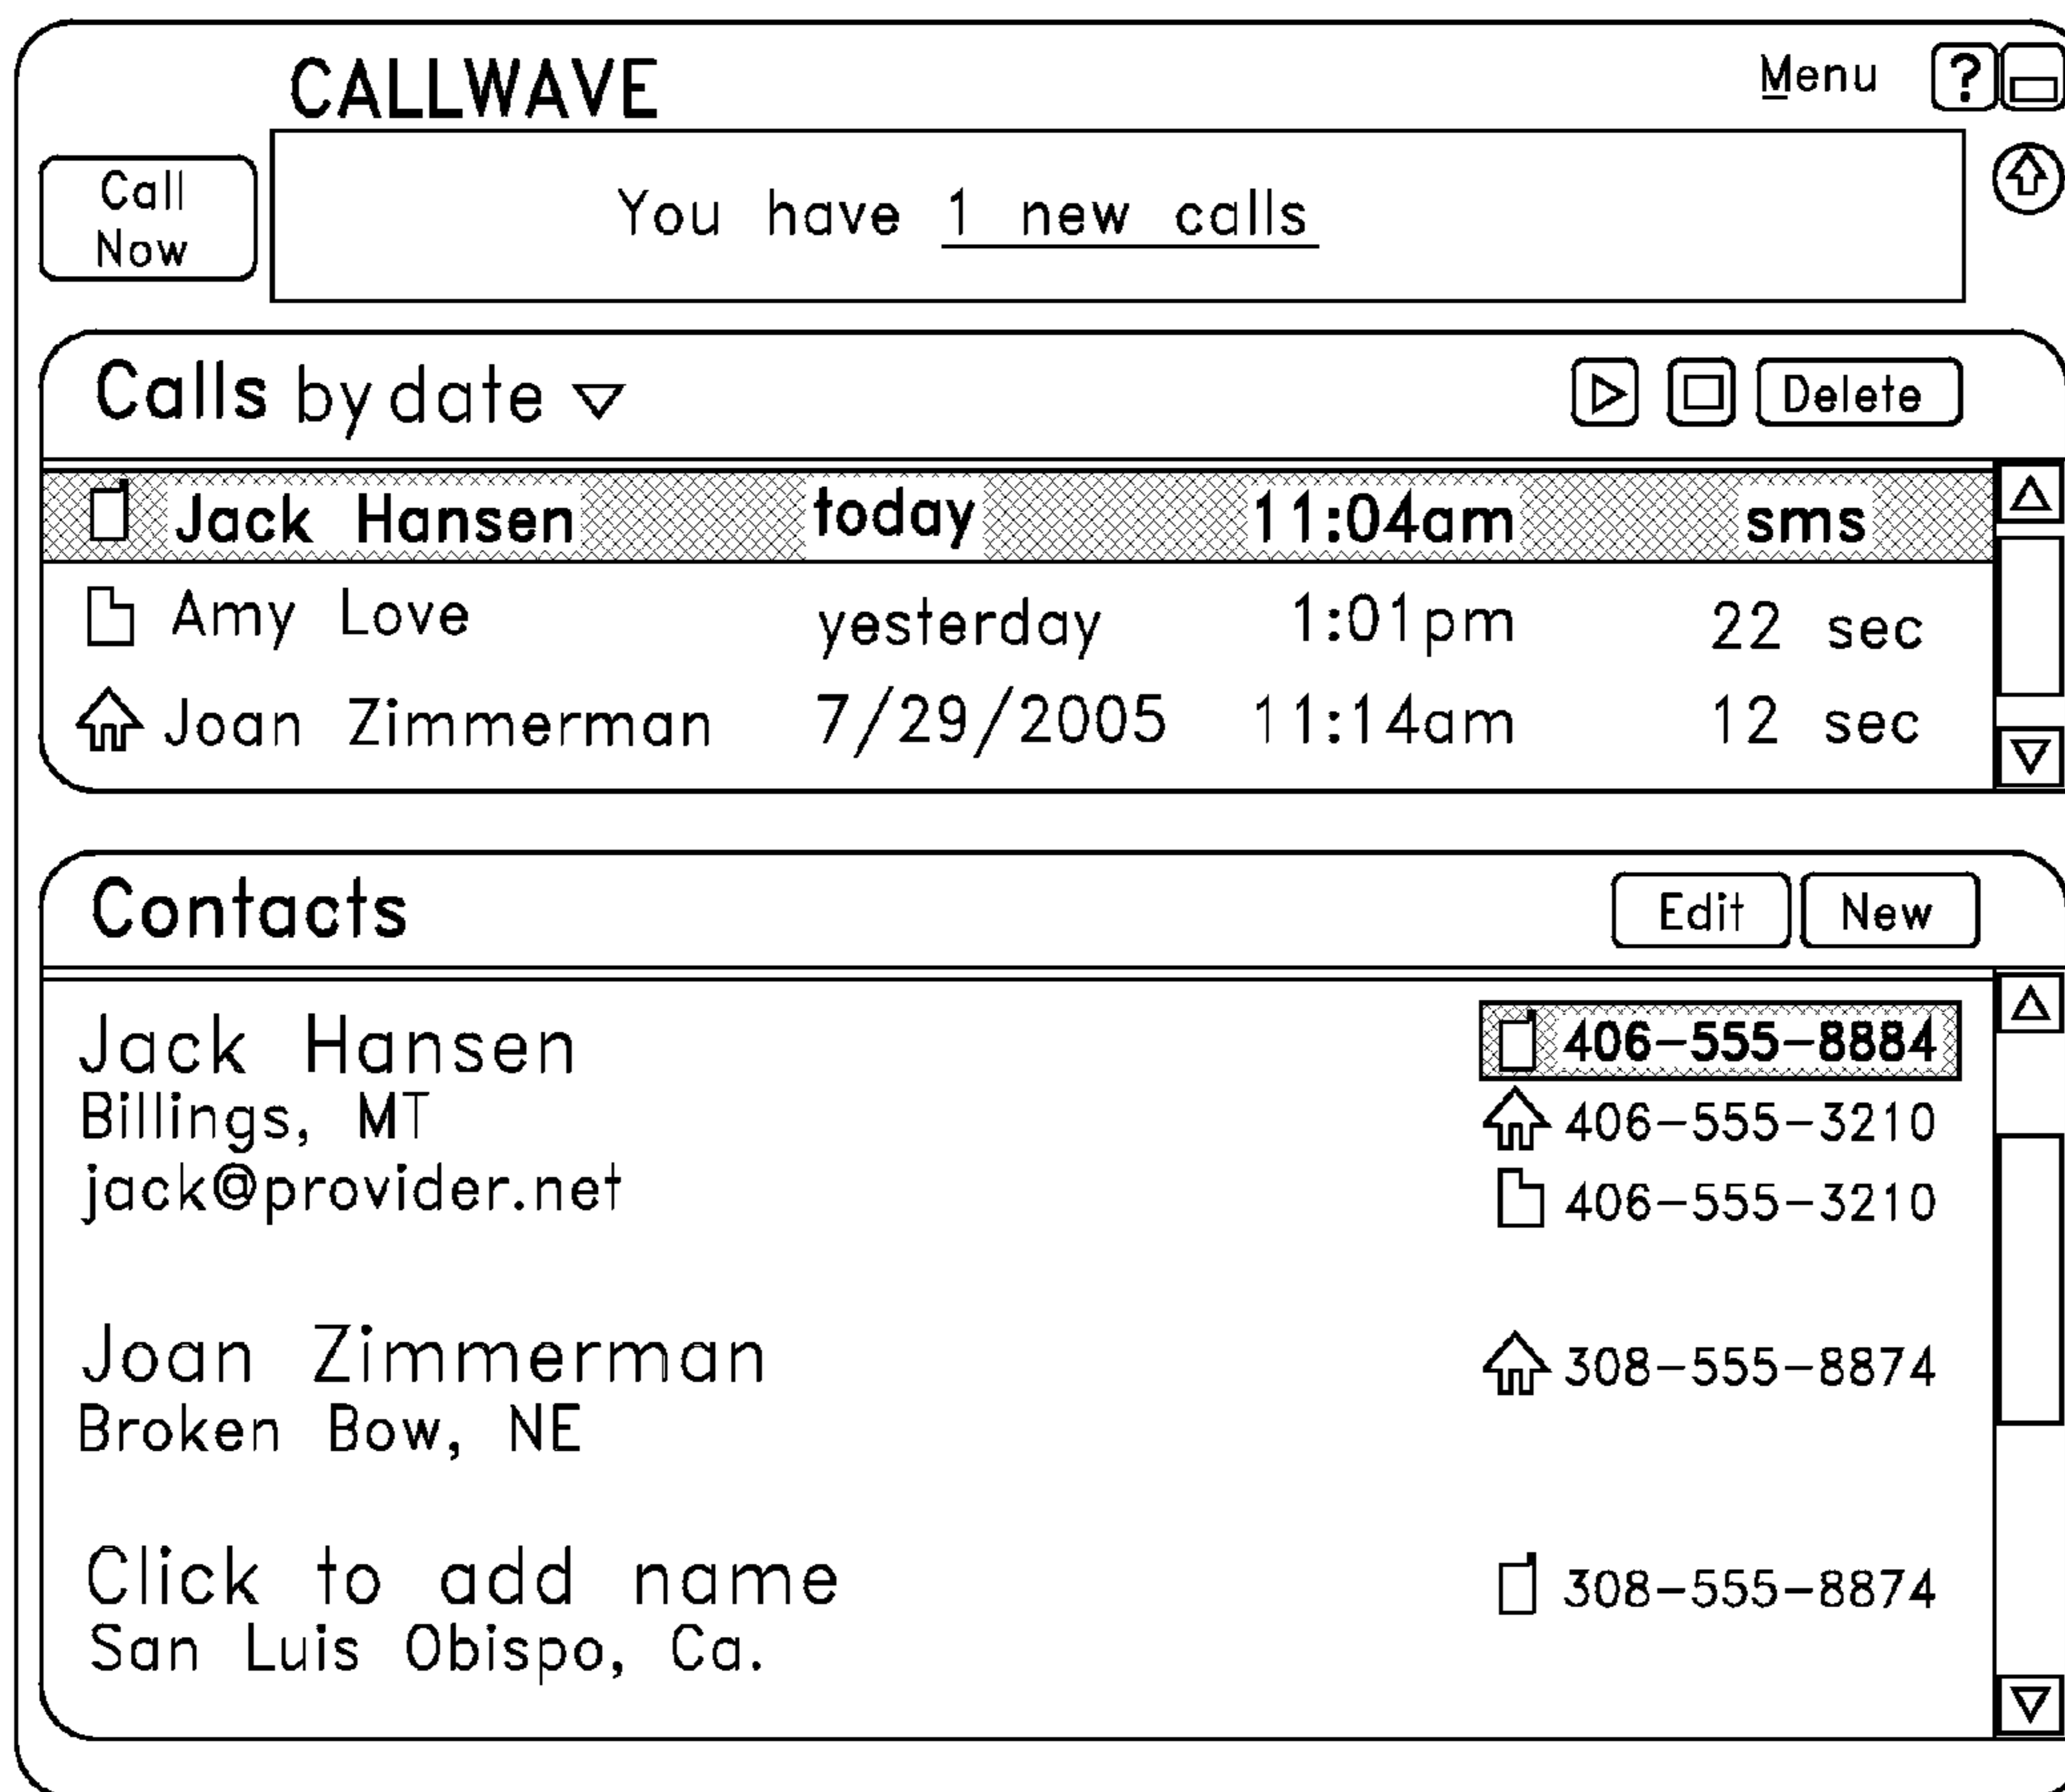 CALLWAVE Menu ?
Call
Now
You have 1 new calls
Calls by date Delete
Jack Hansen today 11:04am sms
Amy Love yesterday 1:01pm 22 sec
Joan Zimmerman 7/29/2005 11:14am 12 sec
Contacts Edit New
Jack Hansen 406-555-8884
Billings, MT 406-555-3210
jack@provider.net 406-555-3210
Joan Zimmerman 308-555-8874
Broken Bow, NE
Click to add name 308-555-8874
San Luis Obispo, Ca.